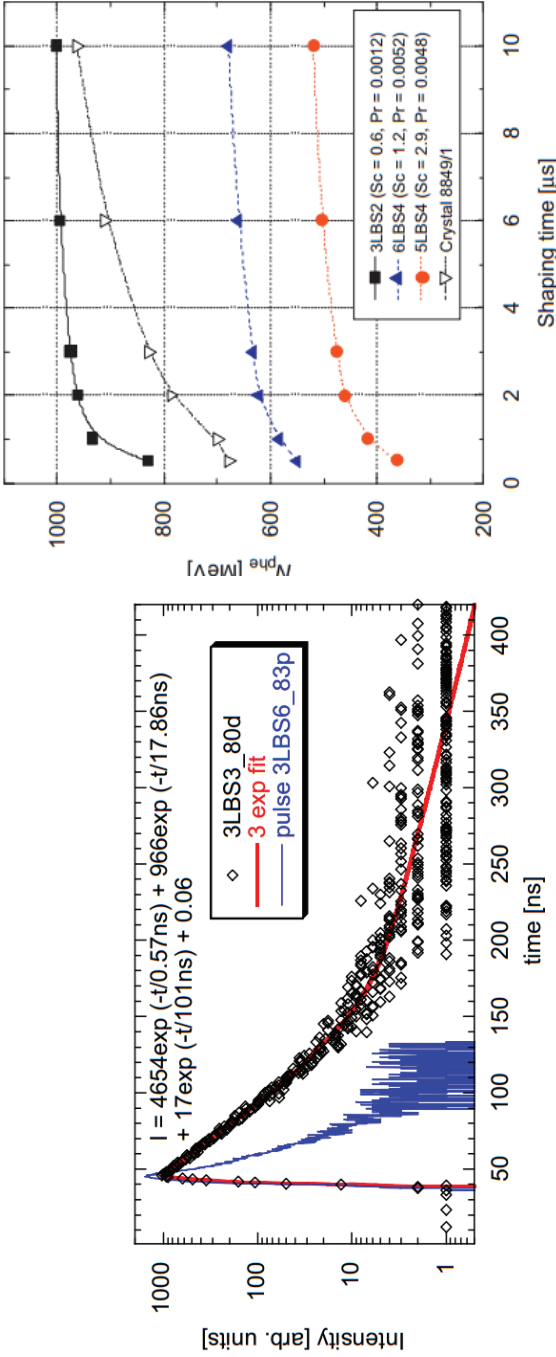 I = 4654exp (-t/0.57ns) + 966exp (-t/17.86ns)
+ 17exp (-t/101ns) + 0.06
3LBS3_80d
3 exp fit
pulse 3LBS6_83p
Intensity [arb. units]
1000
100
10
1
50
100
150
200
250
300
350
400
time [ns]
N_phe [MeV]
1000
800
600
400
200
3LBS2 (Sc = 0.6, Pr = 0.0012)
6LBS4 (Sc = 1.2, Pr = 0.0052)
5LBS4 (Sc = 2.9, Pr = 0.0048)
Crystal 8849/1
0
2
4
6
8
10
Shaping time [µs]